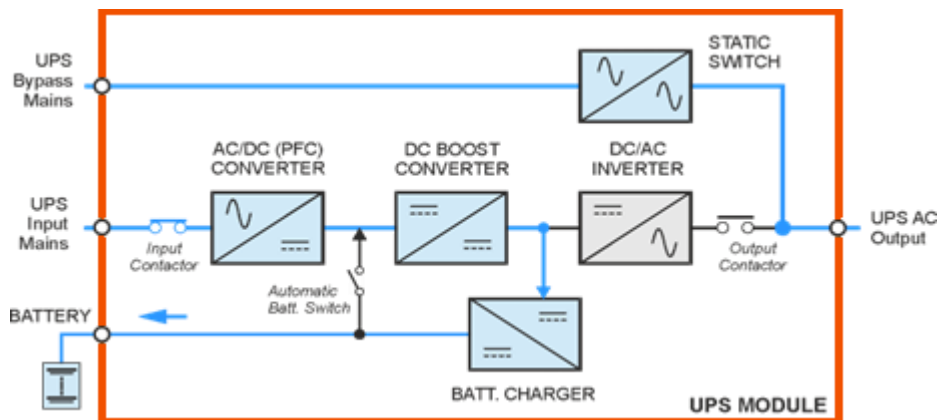 UPS
Bypass
Mains
STATIC
SWITCH
AC/DC (PFC)
CONVERTER
DC BOOST
CONVERTER
DC/AC
INVERTER
UPS
Input
Mains
Input
Contactor
Output
Contactor
UPS AC
Output
Automatic
Batt. Switch
BATTERY
BATT. CHARGER
UPS MODULE